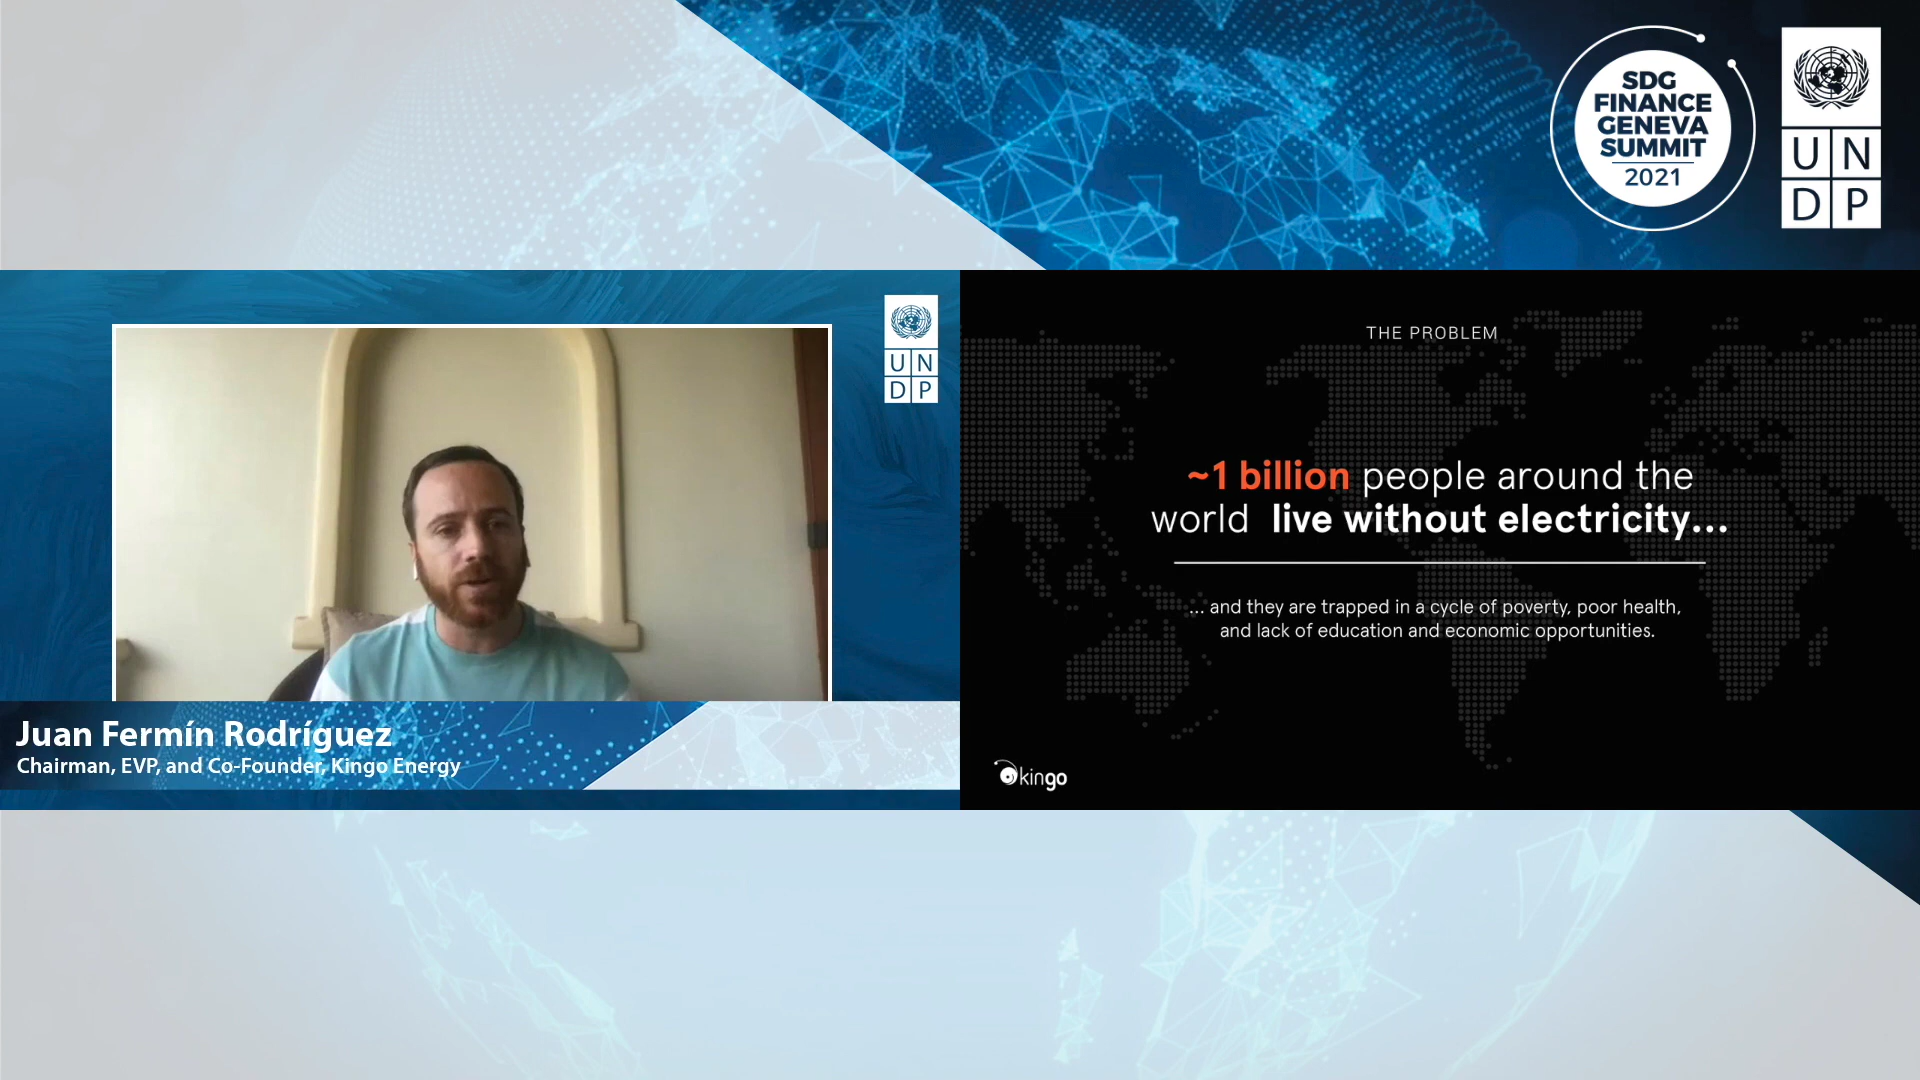 SDG
FINANCE
GENEVA
SUMMIT
2021
U N
D P
U N
D P
Juan Fermín Rodríguez
Chairman, EVP, and Co-Founder, Kingo Energy
THE PROBLEM
~1 billion people around the
world live without electricity...
... and they are trapped in a cycle of poverty, poor health,
and lack of education and economic opportunities.
kingo